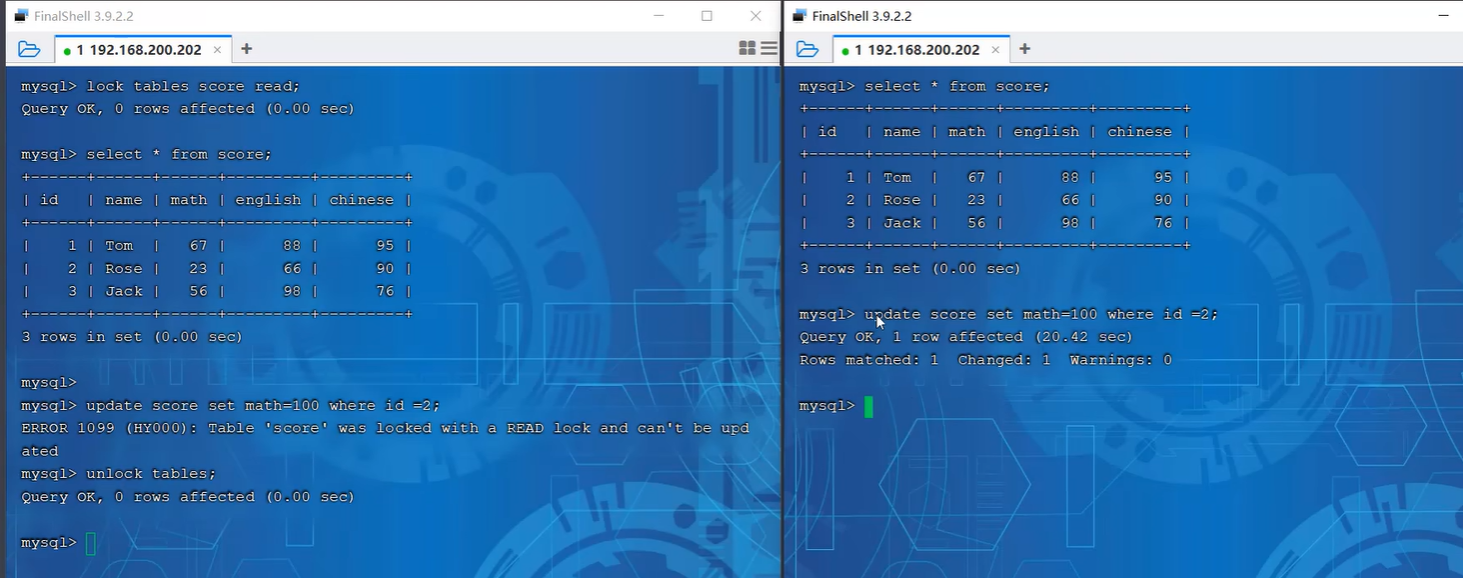 FinalShell 3.9.2.2
1 192.168.200.202
mysql> lock tables score read;
Query OK, 0 rows affected (0.00 sec)
mysql> select * from score;
+------+------+------+---------+---------+
| id   | name | math | english | chinese |
+------+------+------+---------+---------+
|    1 | Tom  |   67 |      88 |      95 |
|    2 | Rose |   23 |      66 |      90 |
|    3 | Jack |   56 |      98 |      76 |
+------+------+------+---------+---------+
3 rows in set (0.00 sec)
mysql>
mysql> update score set math=100 where id =2;
ERROR 1099 (HY000): Table 'score' was locked with a READ lock and can't be upd
ated
mysql> unlock tables;
Query OK, 0 rows affected (0.00 sec)
mysql>
FinalShell 3.9.2.2
1 192.168.200.202
mysql> select * from score;
+------+------+------+---------+---------+
| id   | name | math | english | chinese |
+------+------+------+---------+---------+
|    1 | Tom  |   67 |      88 |      95 |
|    2 | Rose |   23 |      66 |      90 |
|    3 | Jack |   56 |      98 |      76 |
+------+------+------+---------+---------+
3 rows in set (0.00 sec)
mysql> update score set math=100 where id =2;
Query OK, 1 row affected (20.42 sec)
Rows matched: 1  Changed: 1  Warnings: 0
mysql>